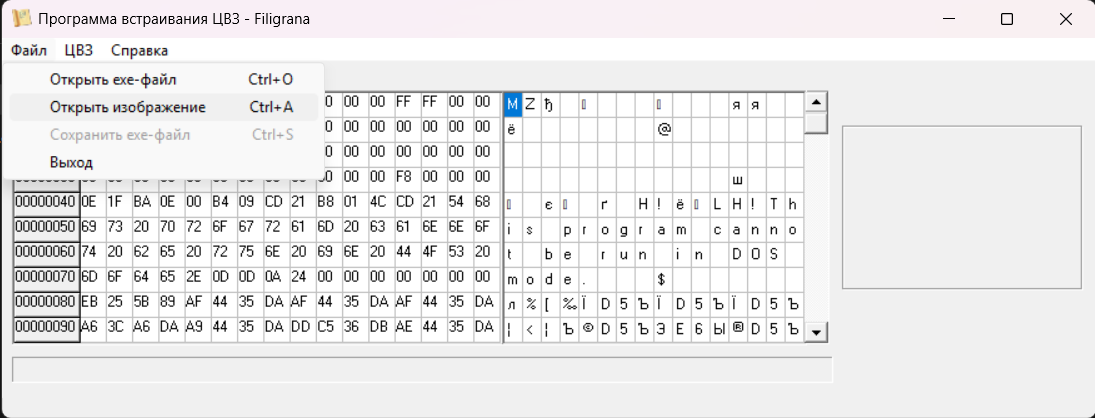 Программа встраивания ЦВЗ - Filigrana
Файл ЦВЗ Справка
Открыть exe-файл Ctrl+O
Открыть изображение Ctrl+A
Сохранить exe-файл Ctrl+S
Выход
00 00 FF FF 00 00 M Z ђ я я
00 00 00 00 00 00 ё @
00 00 00 00 00 00
00 00 00 F8 00 00 ш
00000040 0E 1F BA 0E 00 B4 09 CD 21 B8 01 4C CD 21 54 68 є ґ Н ! ё L Н ! T h
00000050 69 73 20 70 72 6F 67 72 61 6D 20 63 61 6E 6E 6F i s p r o g r a m c a n n o
00000060 74 20 62 65 20 72 75 6E 20 69 6E 20 44 4F 53 20 t b e r u n i n D O S
00000070 6D 6F 64 65 2E 0D 0D 0A 24 00 00 00 00 00 00 00 m o d e . $
00000080 EB 25 5B 89 AF 44 35 DA AF 44 35 DA AF 44 35 DA л % [ ‰ Ї D 5 Ъ Ї D 5 Ъ Ї D 5 Ъ
00000090 A6 3C A6 DA A9 44 35 DA DD C5 36 DB AE 44 35 DA ¦ < ¦ Ъ © D 5 Ъ Э Е 6 Ы ® D 5 Ъ